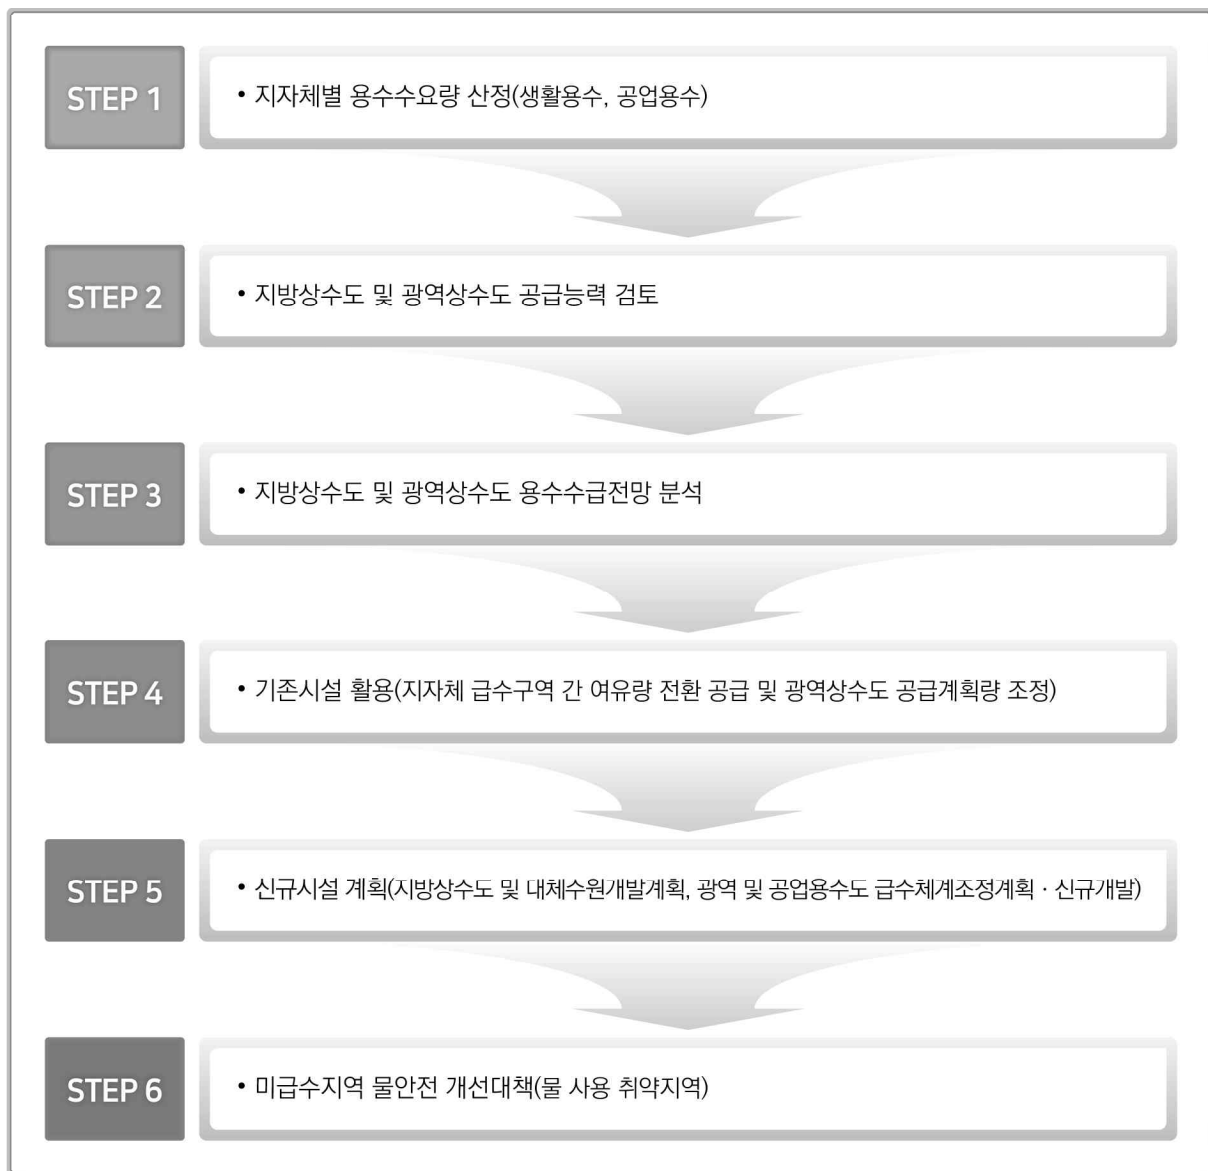 STEP 1
• 지자체별 용수수요량 산정(생활용수, 공업용수)
STEP 2
• 지방상수도 및 광역상수도 공급능력 검토
STEP 3
• 지방상수도 및 광역상수도 용수수급전망 분석
STEP 4
• 기존시설 활용(지자체 급수구역 간 여유량 전환 공급 및 광역상수도 공급계획량 조정)
STEP 5
• 신규시설 계획(지방상수도 및 대체수원개발계획, 광역 및 공업용수도 급수체계조정계획 · 신규개발)
STEP 6
• 미급수지역 물안전 개선대책(물 사용 취약지역)